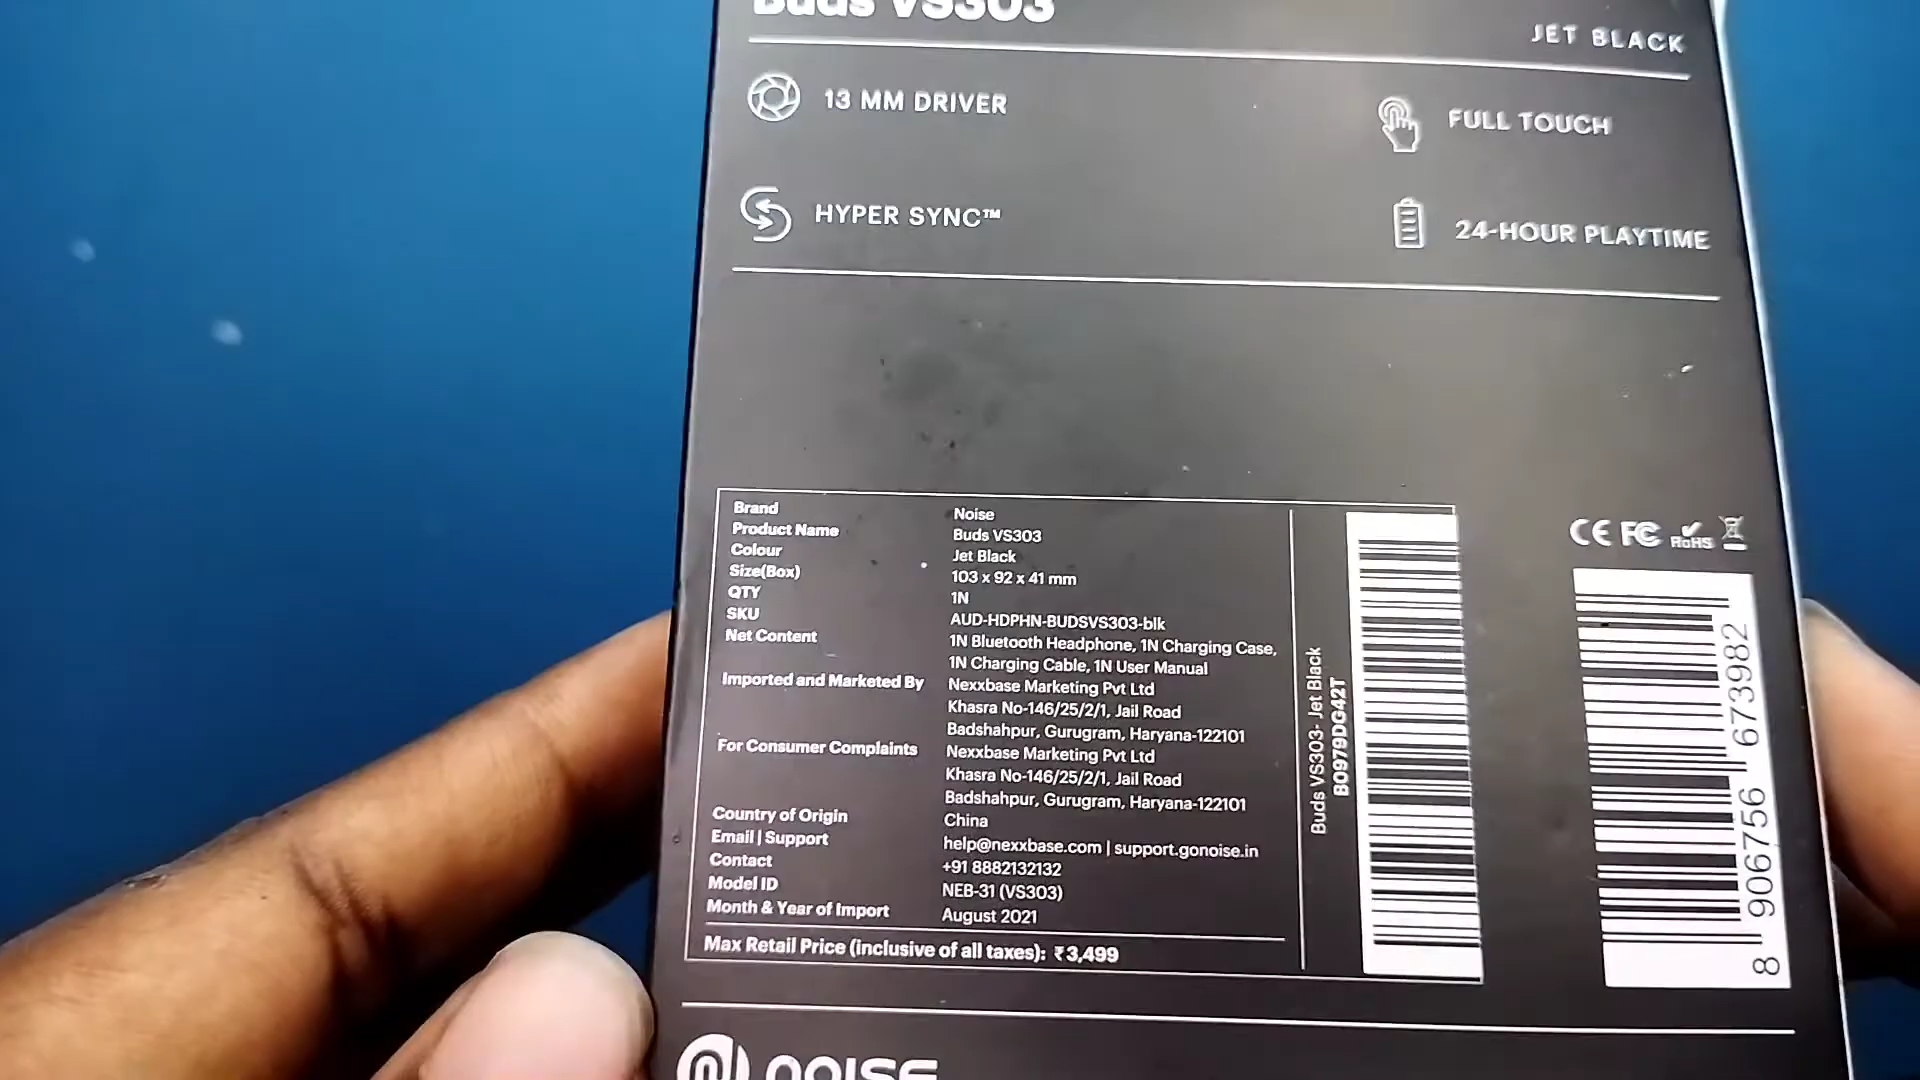 Buds VS303
JET BLACK
13 MM DRIVER
FULL TOUCH
HYPER SYNC™
24-HOUR PLAYTIME
Brand Noise
Product Name Buds VS303
Colour Jet Black
Size(Box) 103 x 92 x 41 mm
QTY 1N
SKU AUD-HDPHN-BUDSVS303-blk
Net Content 1N Bluetooth Headphone, 1N Charging Case,
1N Charging Cable, 1N User Manual
Imported and Marketed By Nexxbase Marketing Pvt Ltd
Khasra No-146/25/2/1, Jail Road
Badshahpur, Gurugram, Haryana-122101
For Consumer Complaints Nexxbase Marketing Pvt Ltd
Khasra No-146/25/2/1, Jail Road
Badshahpur, Gurugram, Haryana-122101
Country of Origin China
Email | Support help@nexxbase.com | support.gonoise.in
Contact +91 8882132132
Model ID NEB-31 (VS303)
Month & Year of Import August 2021
Max Retail Price (inclusive of all taxes): ₹3,499
Buds VS303- Jet Black
B0979DG42T
CE FC RoHS
8 906756 673982
NOISE